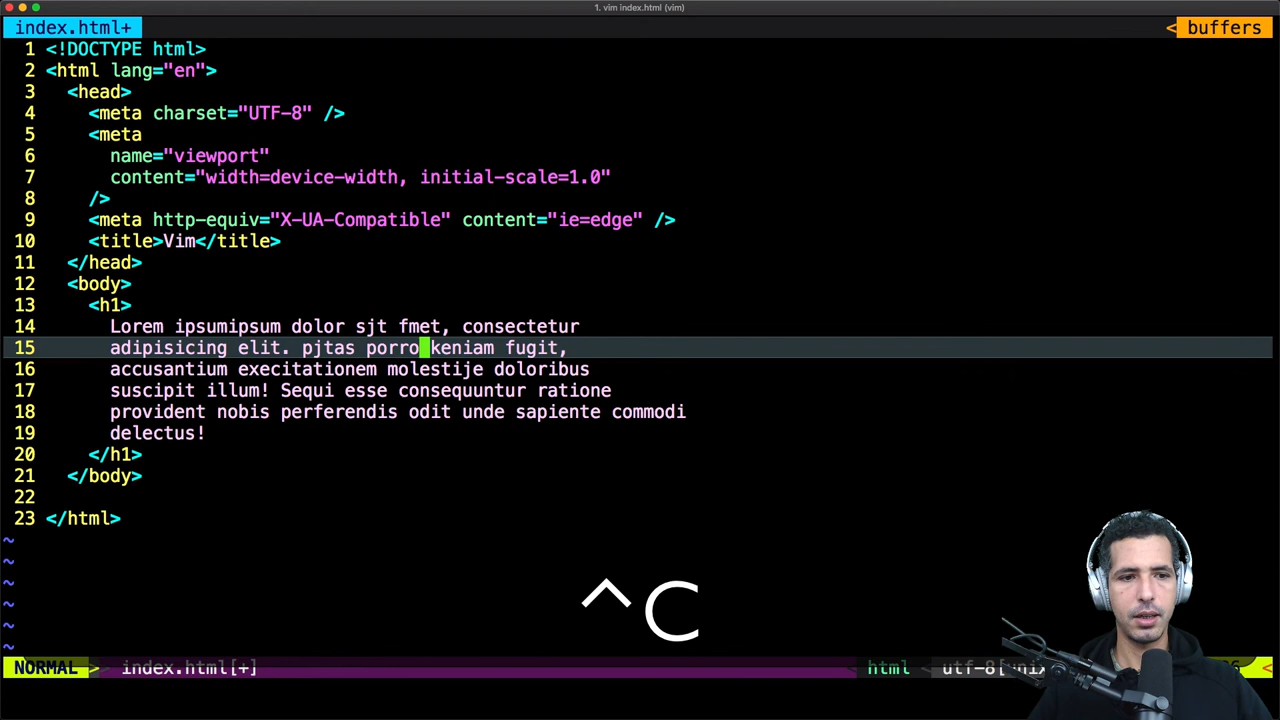 1. vim index.html (vim)
index.html+ < buffers
1 <!DOCTYPE html>
2 <html lang="en">
3 <head>
4 <meta charset="UTF-8" />
5 <meta
6 name="viewport"
7 content="width=device-width, initial-scale=1.0"
8 />
9 <meta http-equiv="X-UA-Compatible" content="ie=edge" />
10 <title>Vim</title>
11 </head>
12 <body>
13 <h1>
14 Lorem ipsumipsum dolor sjt fmet, consectetur
15 adipisicing elit. pjtas porro keniam fugit,
16 accusantium execitationem molestije doloribus
17 suscipit illum! Sequi esse consequuntur ratione
18 provident nobis perferendis odit unde sapiente commodi
19 delectus!
20 </h1>
21 </body>
22
23 </html>
~
~
~
~
~
~
^C
NORMAL > index.html[+] < html < utf-8[unix <